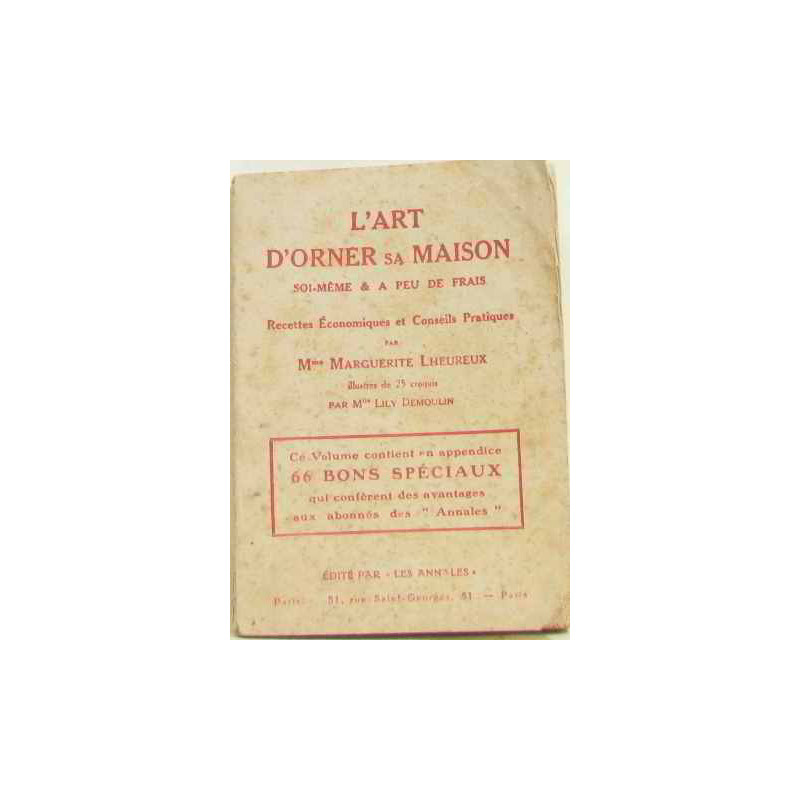 L'ART
D'ORNER SA MAISON
SOI-MÊME & A PEU DE FRAIS
Recettes Économiques et Conseils Pratiques
PAR
Mme MARGUERITE LHEUREUX
illustrés de 25 croquis
PAR Mlle LILY DEMOULIN
Ce Volume contient en appendice
66 BONS SPÉCIAUX
qui confèrent des avantages
aux abonnés des " Annales "
ÉDITÉ PAR « LES ANNALES »
Paris. — 51, rue Saint-Georges, 51 — Paris